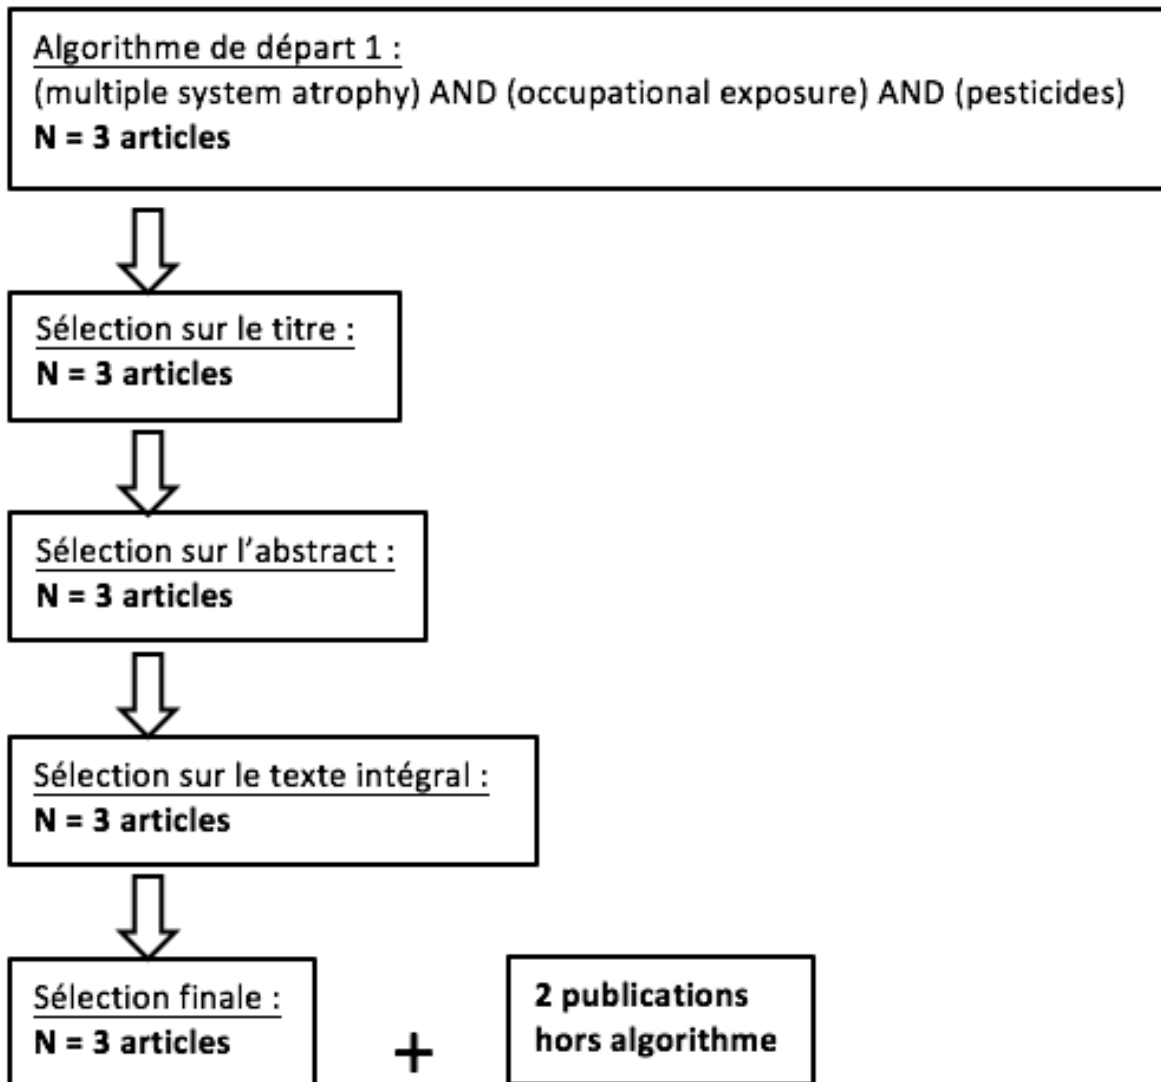 Algorithme de départ 1 :
(multiple system atrophy) AND (occupational exposure) AND (pesticides)
N = 3 articles
Sélection sur le titre :
N = 3 articles
Sélection sur l’abstract :
N = 3 articles
Sélection sur le texte intégral :
N = 3 articles
Sélection finale :
N = 3 articles
+
2 publications
hors algorithme